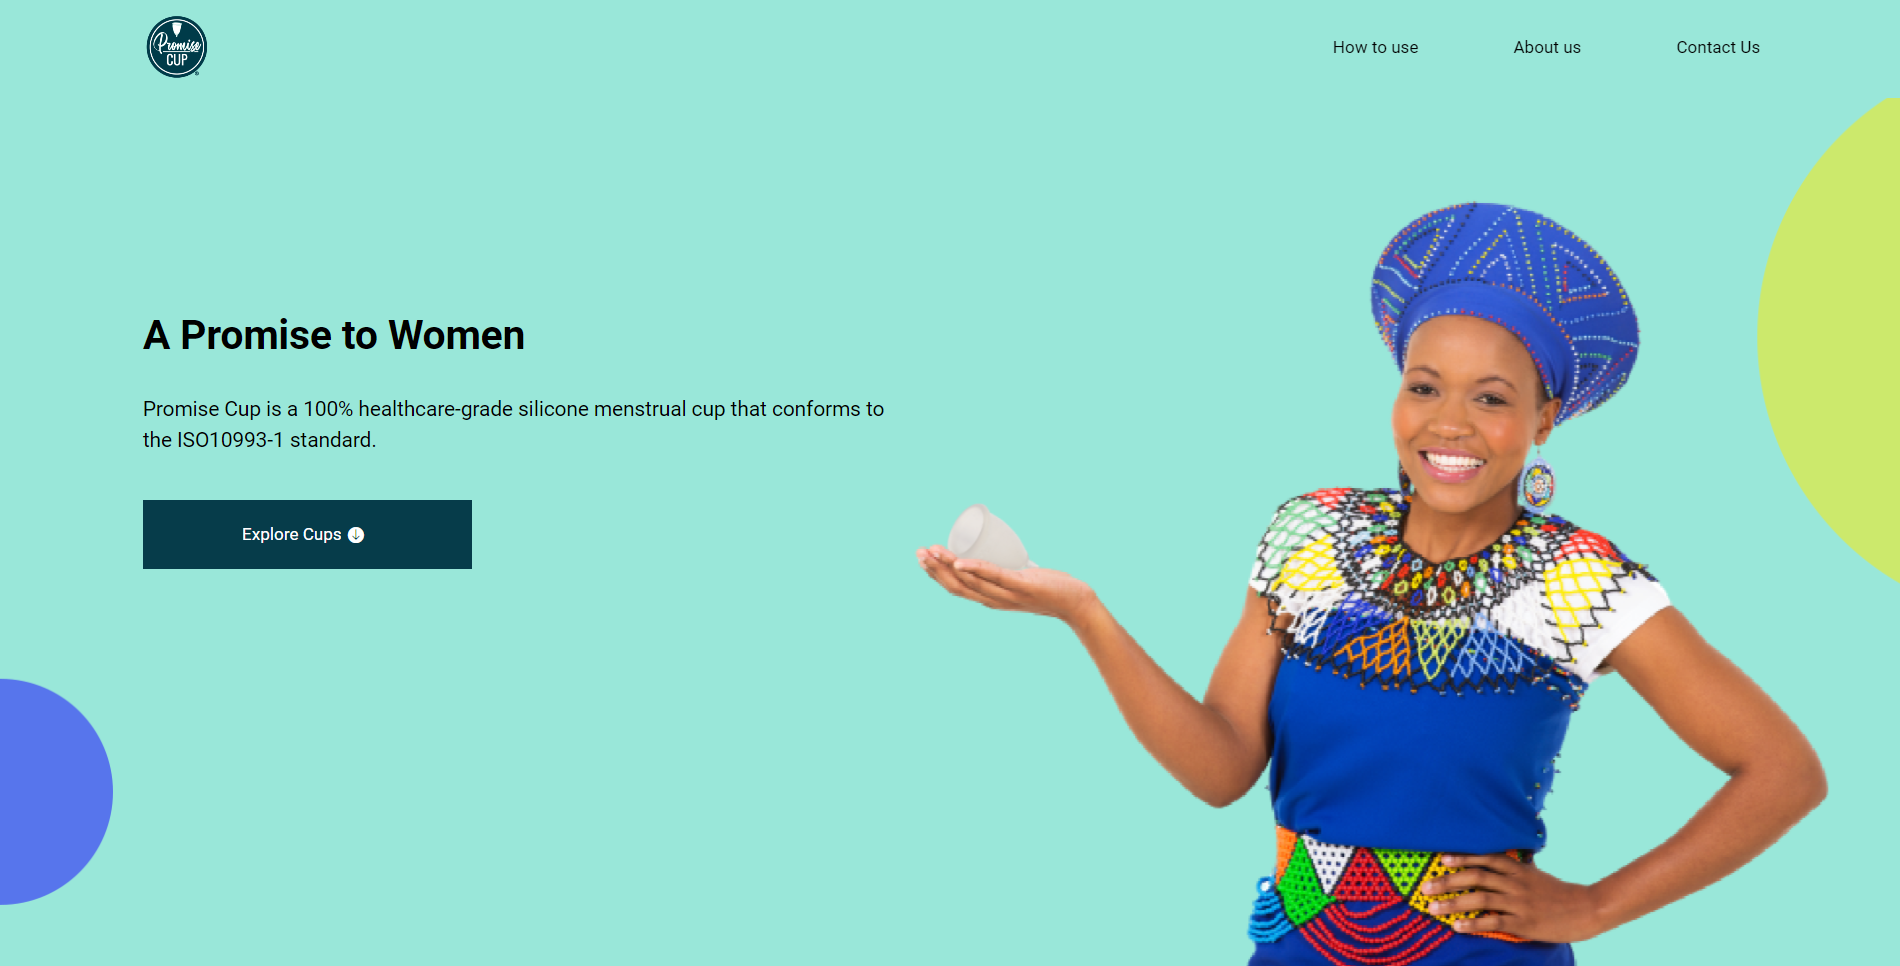 Promise
CUP
How to use
About us
Contact Us
A Promise to Women
Promise Cup is a 100% healthcare-grade silicone menstrual cup that conforms to
the ISO10993-1 standard.
Explore Cups